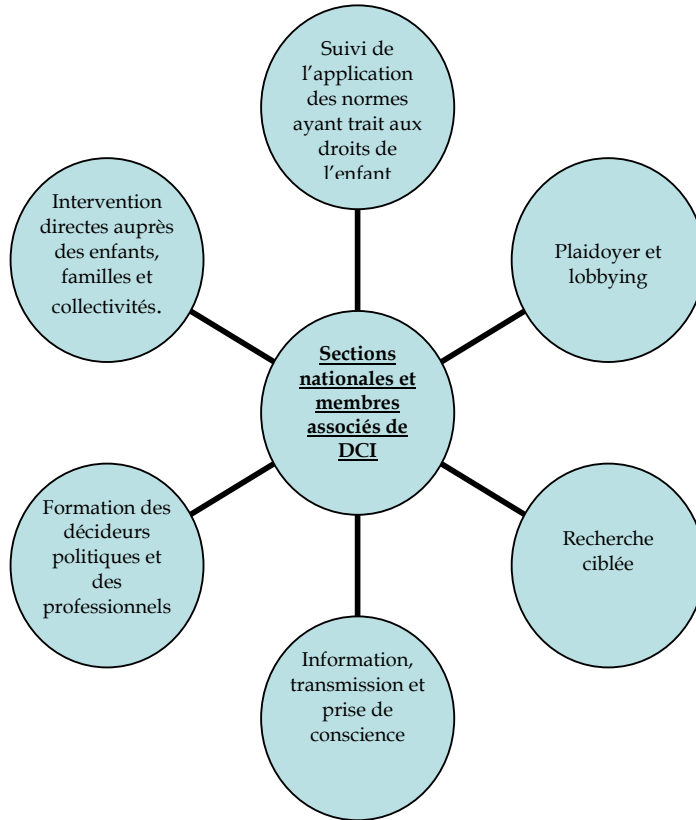 Suivi de
l'application
des normes
ayant trait aux
droits de
l'enfant
Intervention
directes auprès
des enfants,
familles et
collectivités.
Plaidoyer et
lobbying
Sections
nationales et
membres
associés de
DCI
Formation des
décideurs
politiques et
des
professionnels
Recherche
ciblée
Information,
transmission et
prise de
conscience